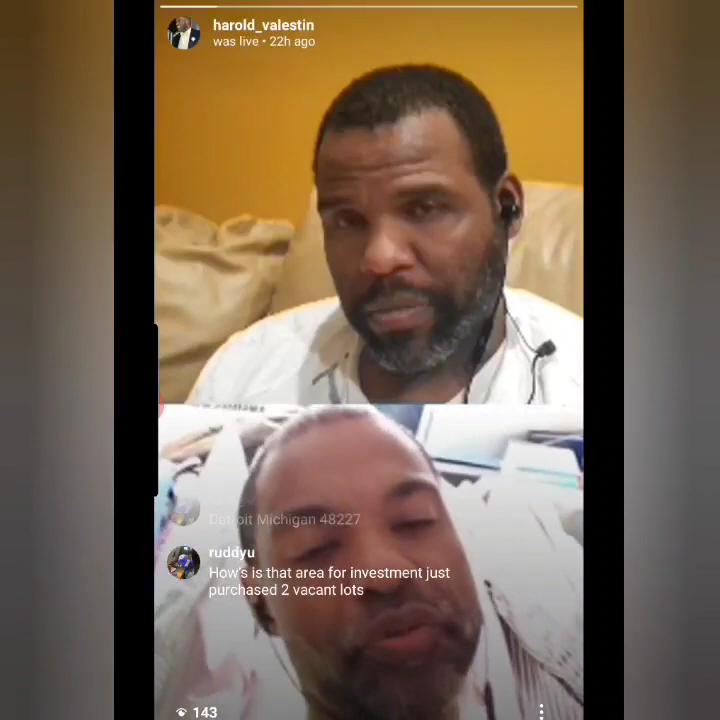 harold_valestin
was live • 22h ago
Detroit Michigan 48227
ruddyu
How's is that area for investment just
purchased 2 vacant lots
143